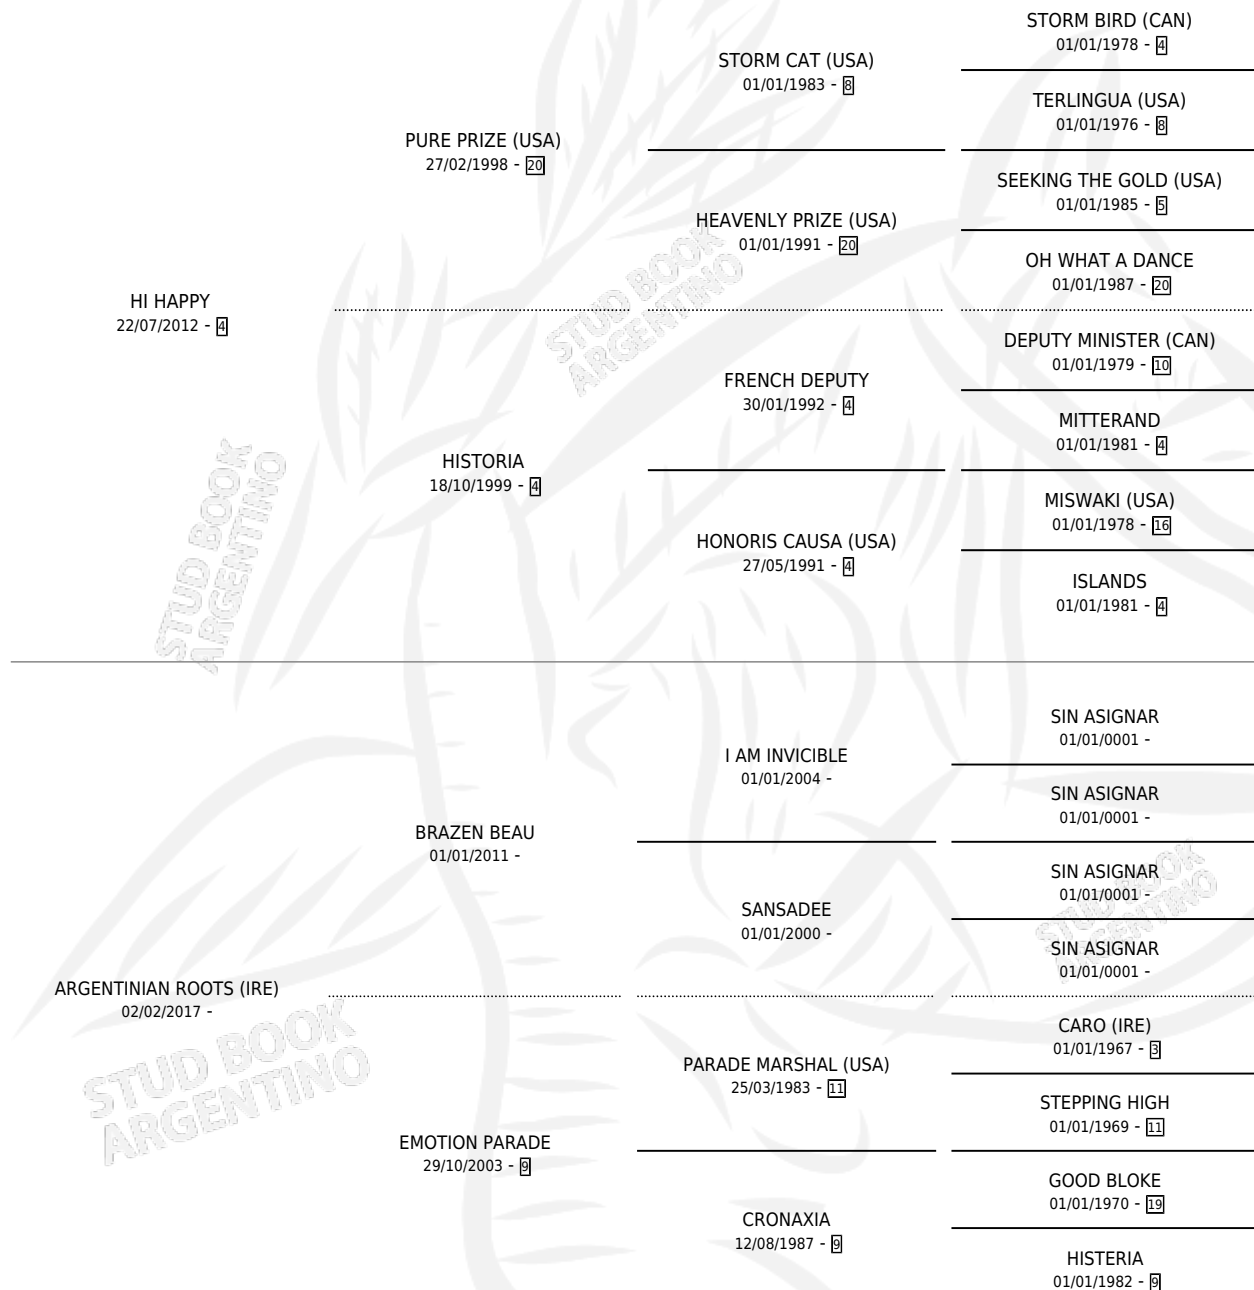 STORM BIRD (CAN)
01/01/1978 - 4
STORM CAT (USA)
01/01/1983 - 8
TERLINGUA (USA)
01/01/1976 - 8
PURE PRIZE (USA)
27/02/1998 - 20
SEEKING THE GOLD (USA)
01/01/1985 - 5
HEAVENLY PRIZE (USA)
01/01/1991 - 20
OH WHAT A DANCE
01/01/1987 - 20
HI HAPPY
22/07/2012 - 4
DEPUTY MINISTER (CAN)
01/01/1979 - 10
FRENCH DEPUTY
30/01/1992 - 4
MITTERAND
01/01/1981 - 4
HISTORIA
18/10/1999 - 4
MISWAKI (USA)
01/01/1978 - 16
HONORIS CAUSA (USA)
27/05/1991 - 4
ISLANDS
01/01/1981 - 4
STUD BOOK
ARGENTINO
STUD BOOK
ARGENTINO
SIN ASIGNAR
01/01/0001 -
I AM INVICIBLE
01/01/2004 -
SIN ASIGNAR
01/01/0001 -
BRAZEN BEAU
01/01/2011 -
SIN ASIGNAR
01/01/0001 -
SANSADEE
01/01/2000 -
SIN ASIGNAR
01/01/0001 -
STUD BOOK
ARGENTINO
ARGENTINIAN ROOTS (IRE)
02/02/2017 -
STUD BOOK
ARGENTINO
CARO (IRE)
01/01/1967 - 3
PARADE MARSHAL (USA)
25/03/1983 - 11
STEPPING HIGH
01/01/1969 - 11
EMOTION PARADE
29/10/2003 - 9
GOOD BLOKE
01/01/1970 - 19
CRONAXIA
12/08/1987 - 9
HISTERIA
01/01/1982 - 9